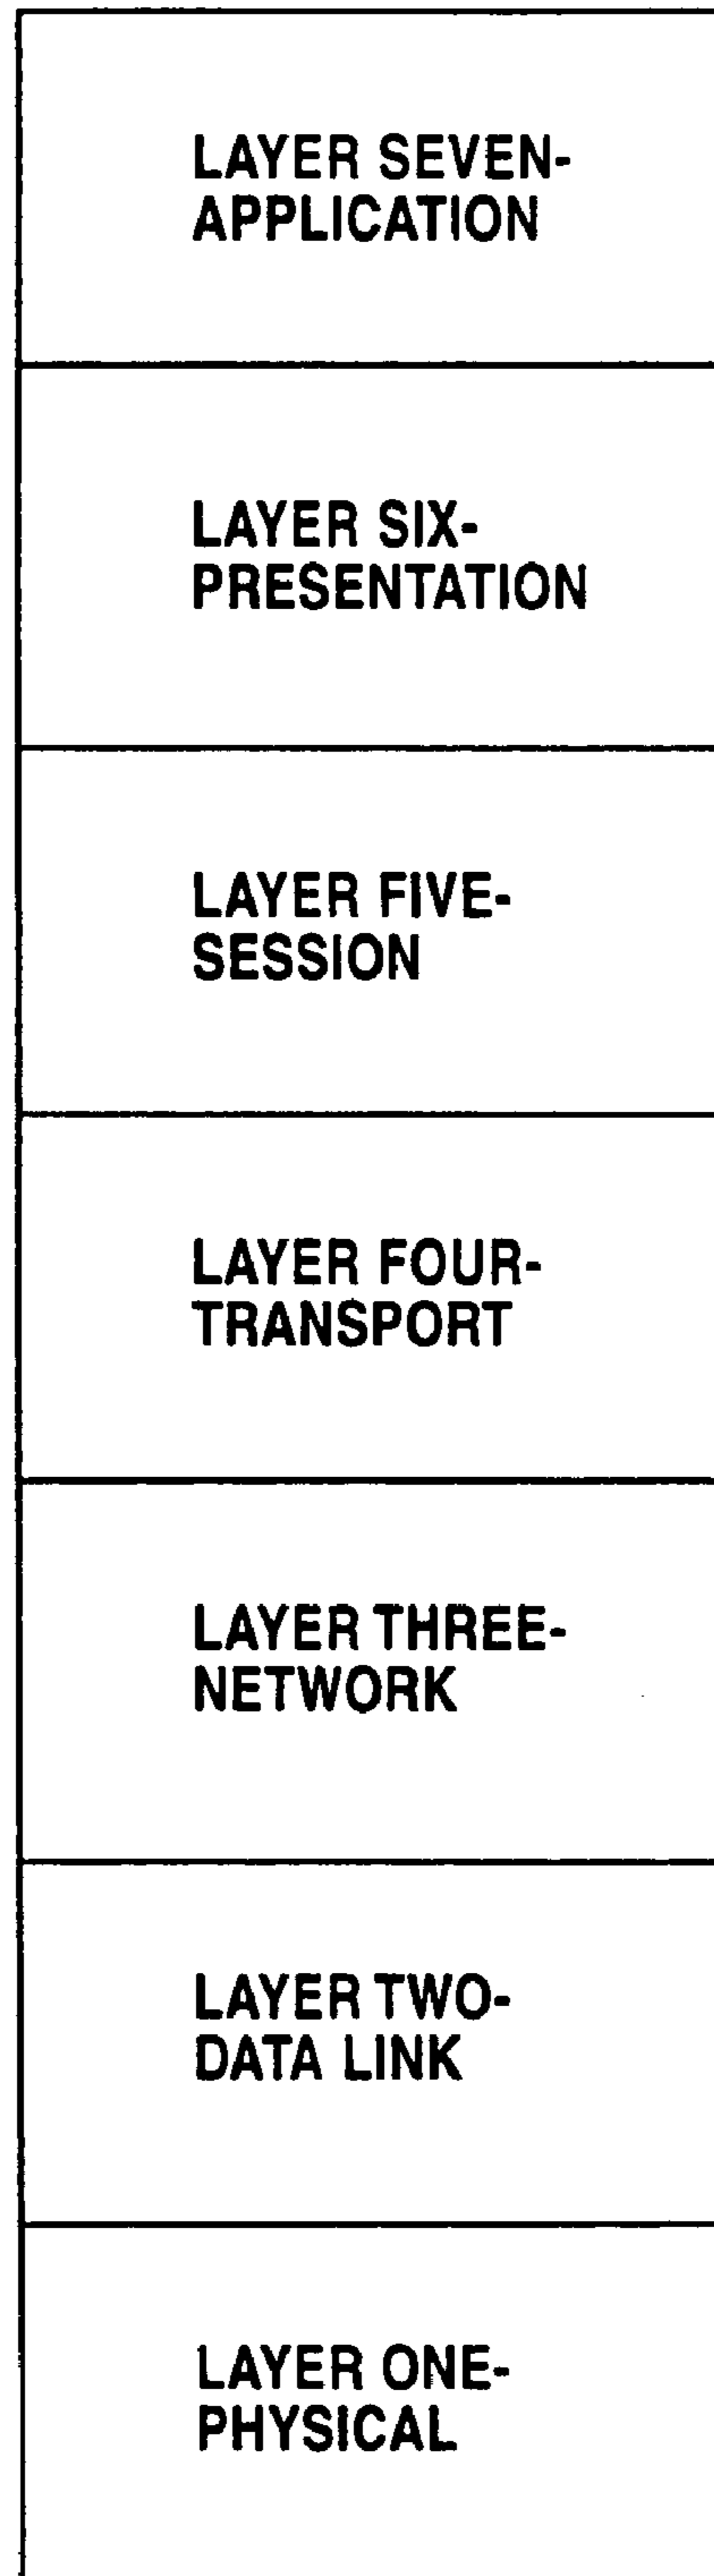 LAYER SEVEN-
APPLICATION
LAYER SIX-
PRESENTATION
LAYER FIVE-
SESSION
LAYER FOUR-
TRANSPORT
LAYER THREE-
NETWORK
LAYER TWO-
DATA LINK
LAYER ONE-
PHYSICAL